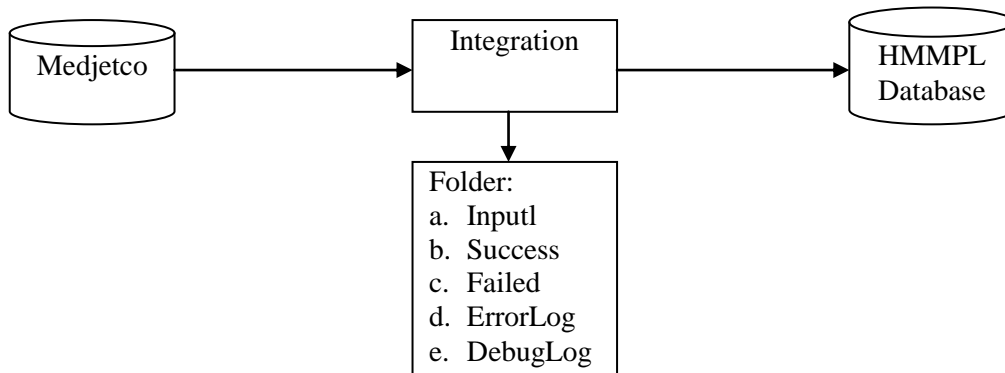 Medjetco
Integration
HMMPL
Database
Folder:
a. Inputl
b. Success
c. Failed
d. ErrorLog
e. DebugLog